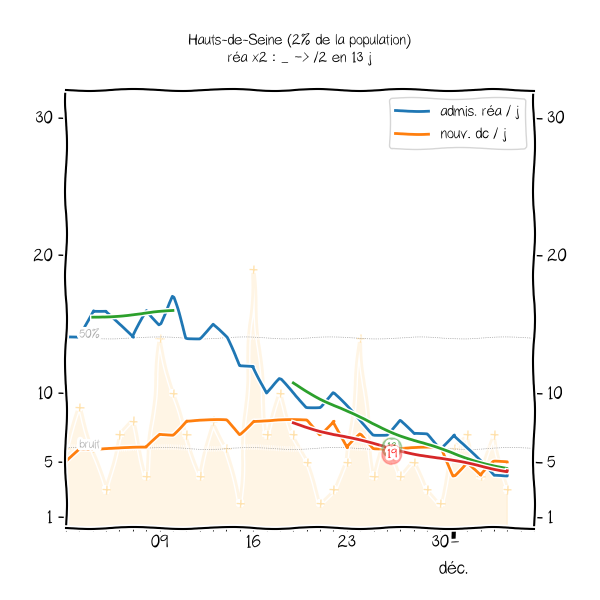 Hauts-de-Seine (2% de la population)
réa x2 : _ -> /2 en 13 j
admis. réa / j
nouv. dc / j
30
30
20
20
50%
10
10
bruit
19
5
5
1
1
09
16
23
30
déc.